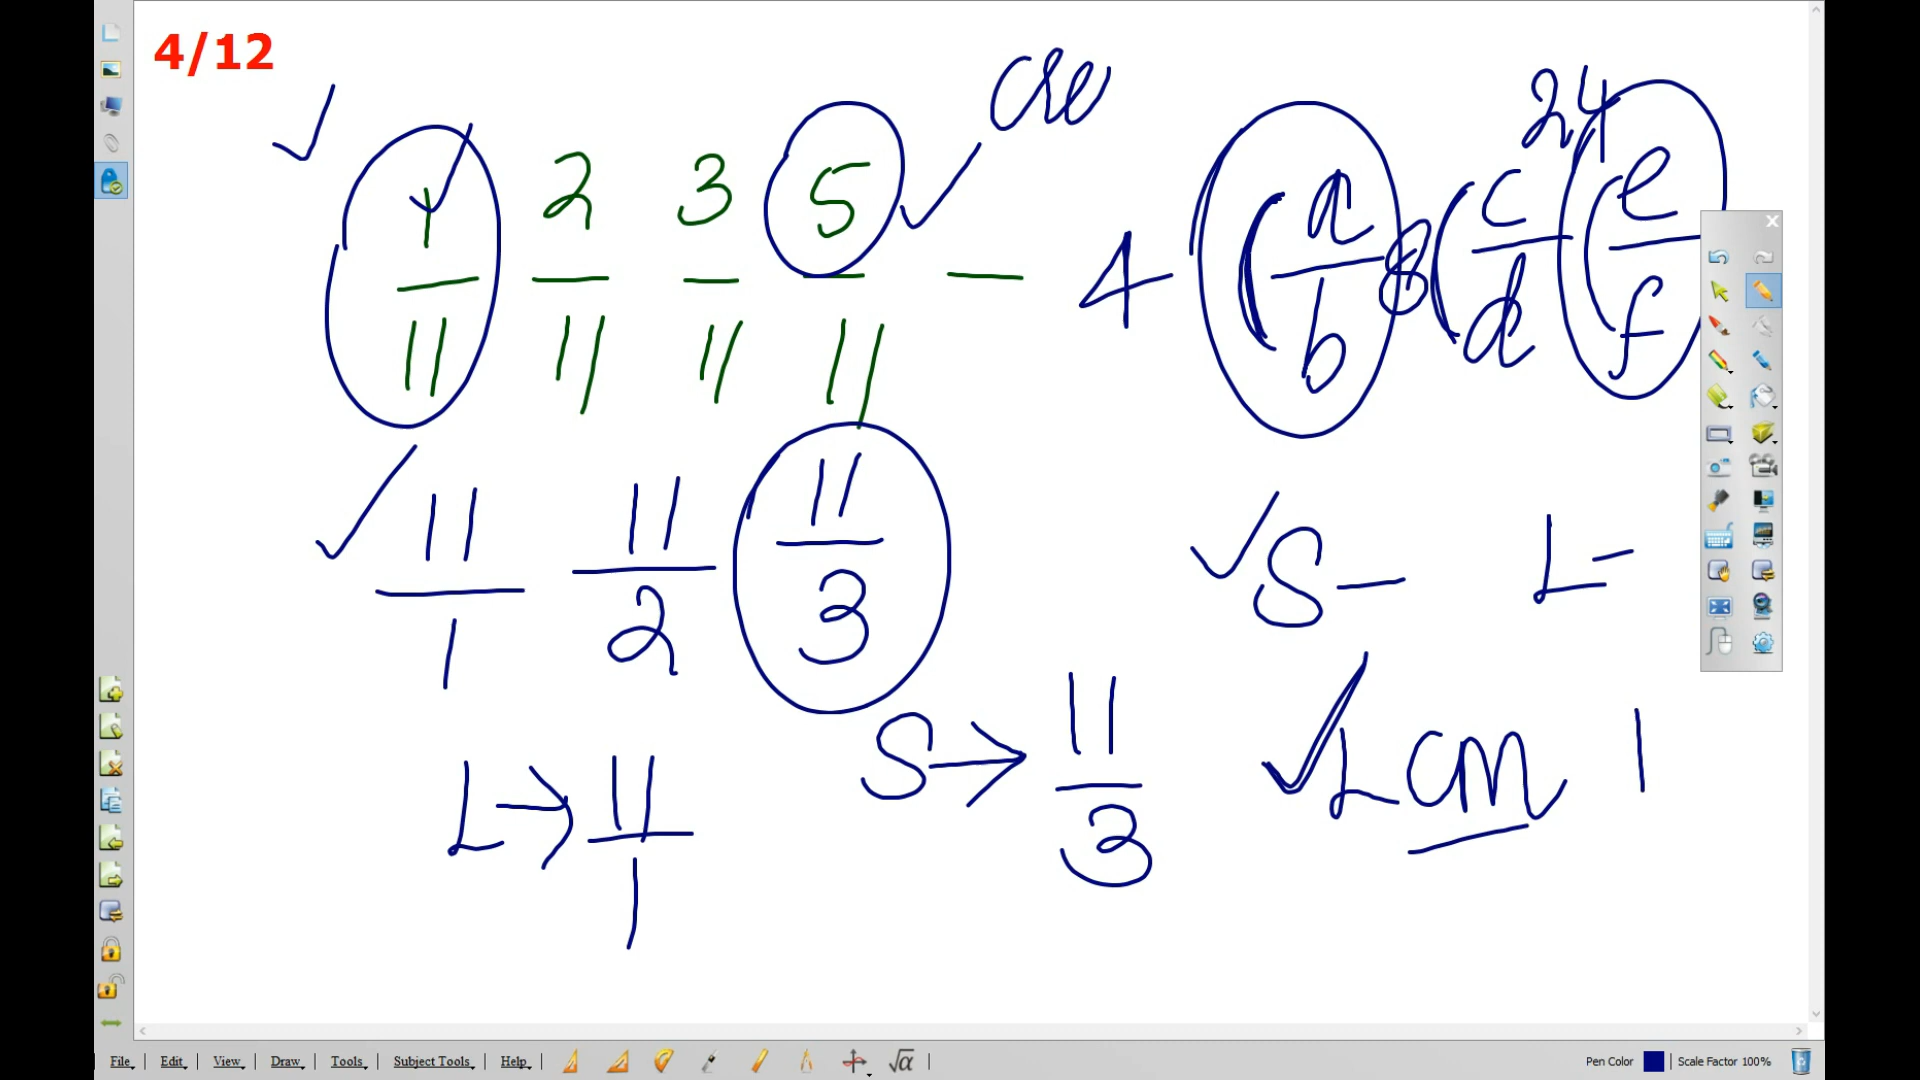 4/12
1 2 3 5
11 11 11 11
4 a/b 8 c/d 24 e/f
11/1 11/2 11/3
S - L -
L → 11/1
S → 11/3
Lcm 1
File Edit View Draw Tools Subject Tools Help
√α
Pen Color Scale Factor 100%